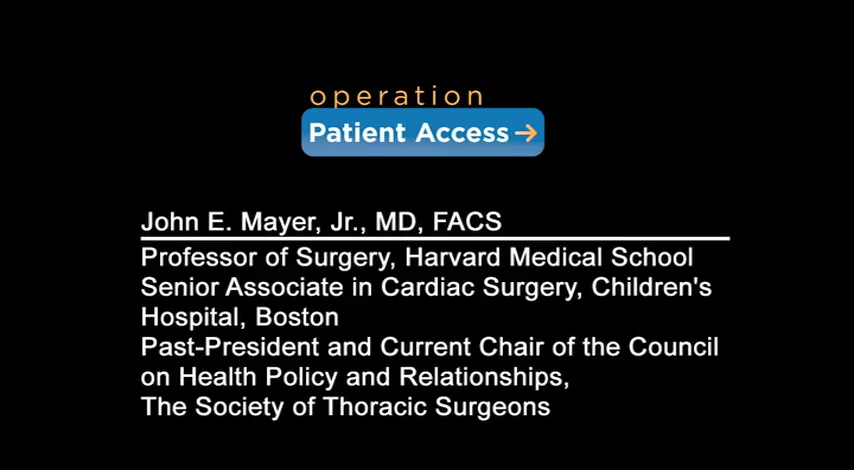 operation
Patient Access→
John E. Mayer, Jr., MD, FACS
Professor of Surgery, Harvard Medical School
Senior Associate in Cardiac Surgery, Children's
Hospital, Boston
Past-President and Current Chair of the Council
on Health Policy and Relationships,
The Society of Thoracic Surgeons